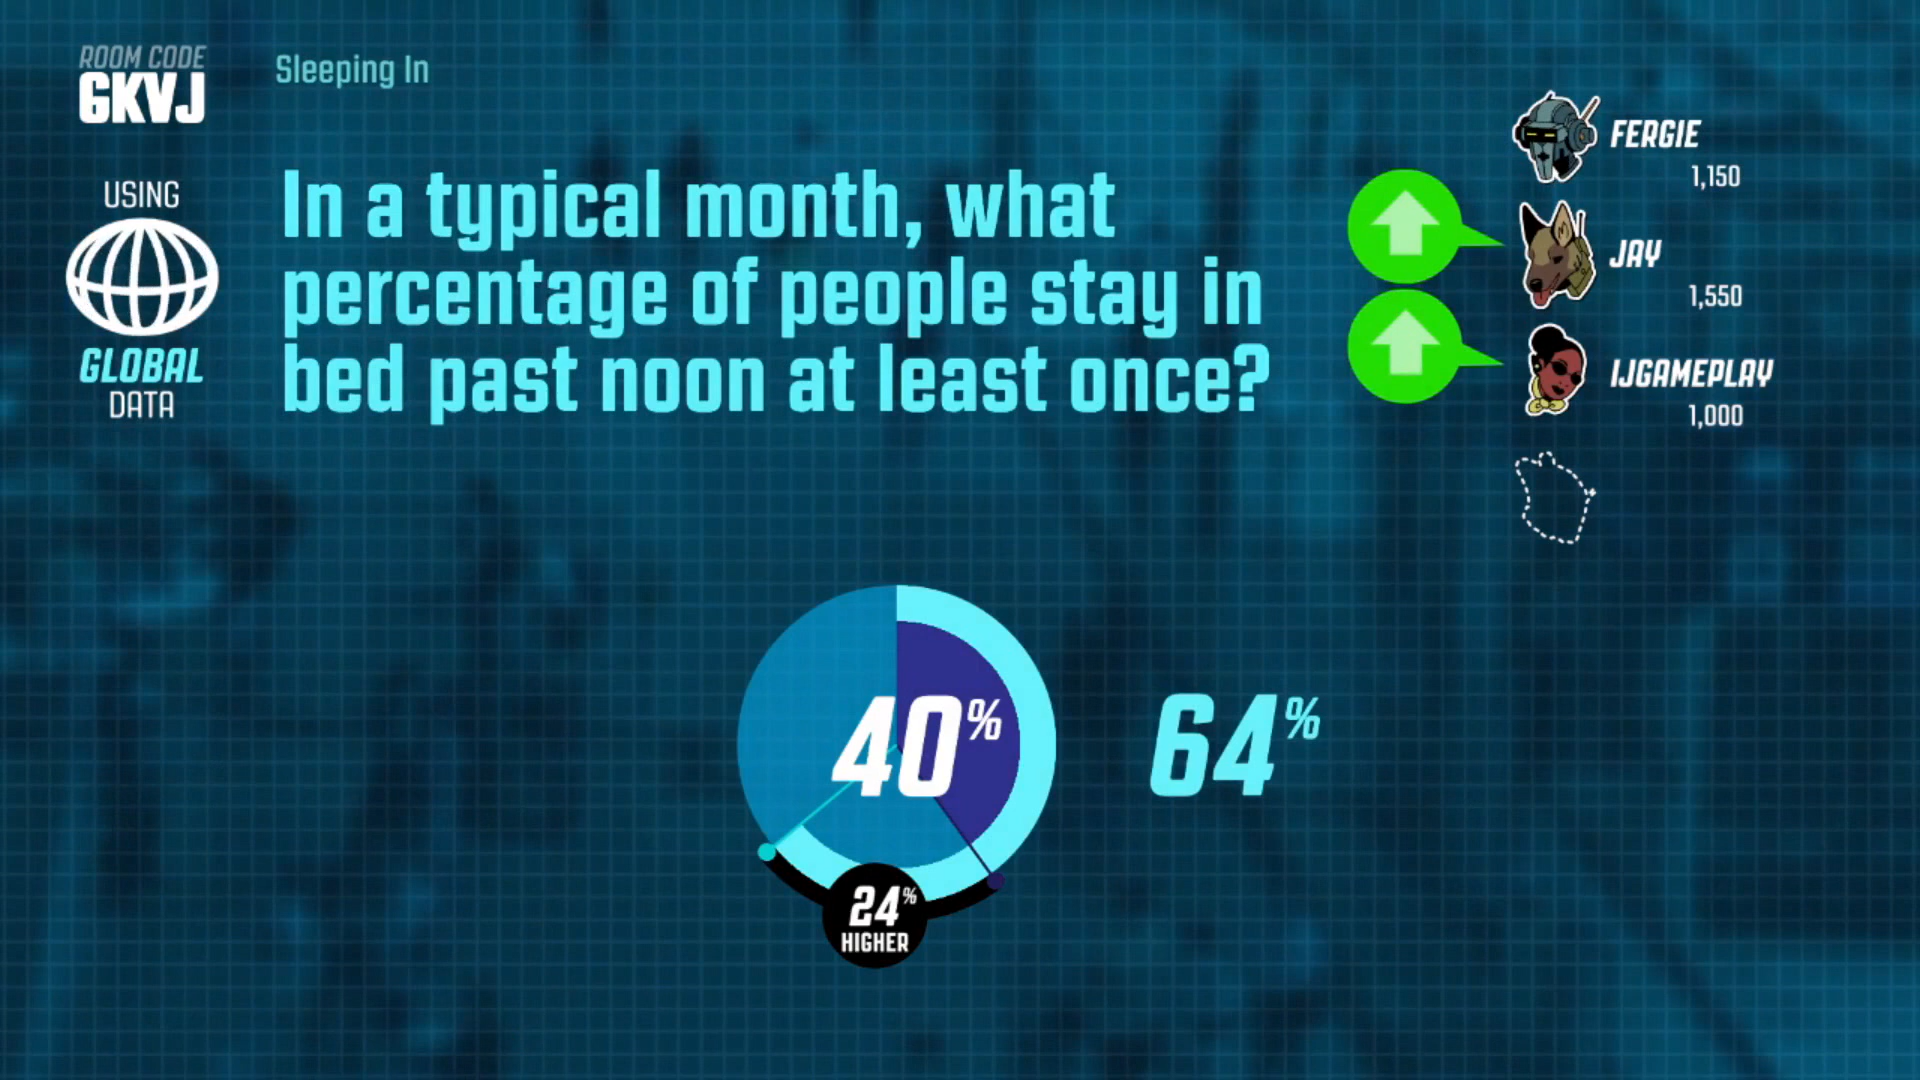 ROOM CODE
GKVJ
Sleeping In
USING
GLOBAL
DATA
In a typical month, what
percentage of people stay in
bed past noon at least once?
FERGIE
1,150
JAY
1,550
IJGAMEPLAY
1,000
40%
64%
24%
HIGHER